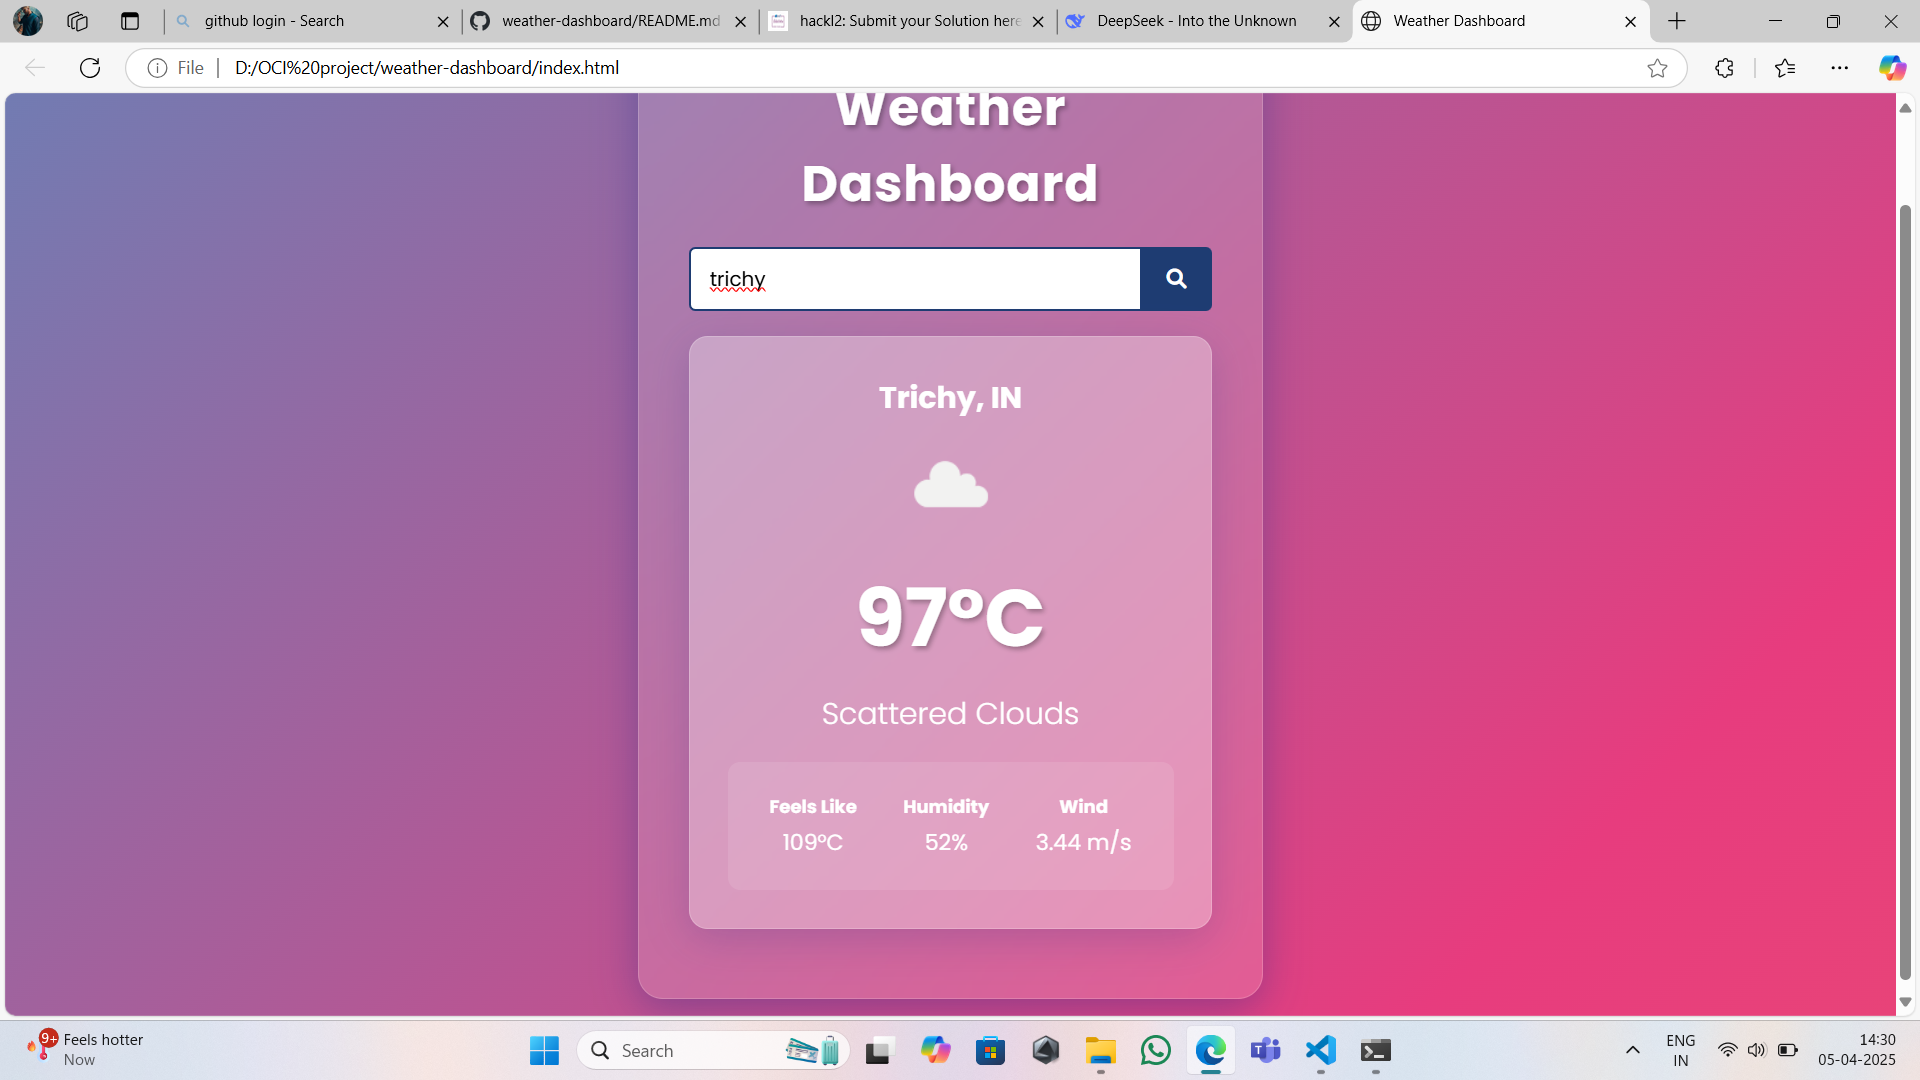 github login - Search
weather-dashboard/README.md
hackl2: Submit your Solution here
DeepSeek - Into the Unknown
Weather Dashboard
File
D:/OCI%20project/weather-dashboard/index.html
Weather
Dashboard
trichy
Trichy, IN
97°C
Scattered Clouds
Feels Like Humidity Wind
109°C 52% 3.44 m/s
9+
Feels hotter
Now
Search
ENG
IN
14:30
05-04-2025